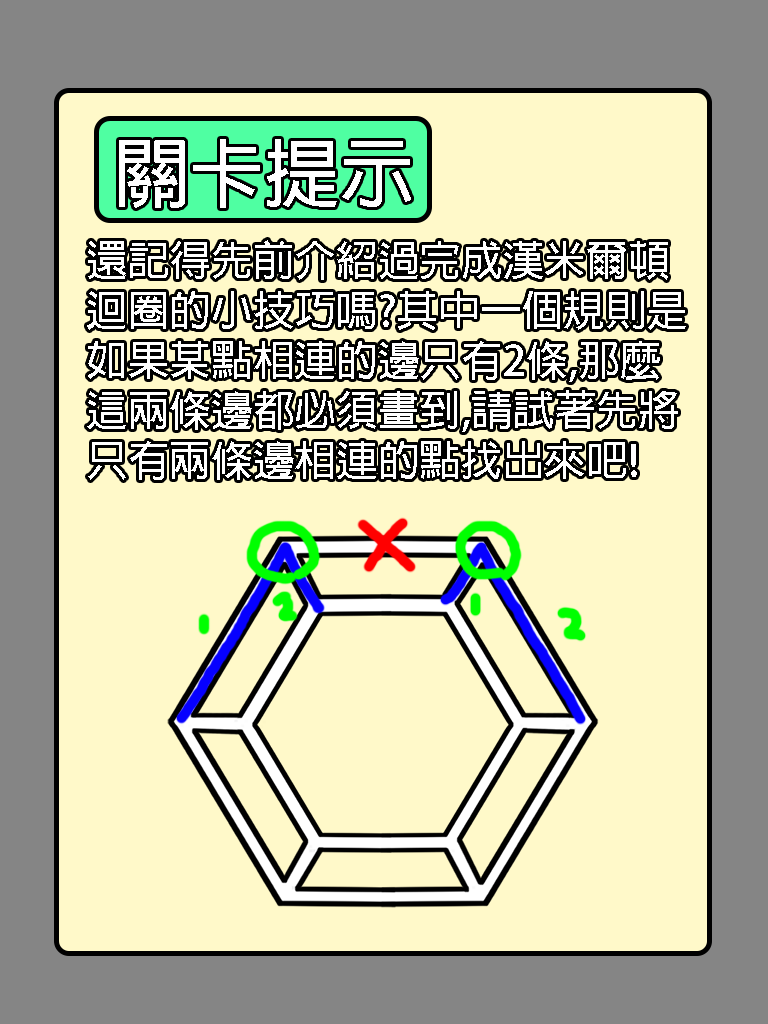 關卡提示
還記得先前介紹過完成漢米爾頓
迴圈的小技巧嗎?其中一個規則是
如果某點相連的邊只有2條,那麼
這兩條邊都必須畫到,請試著先將
只有兩條邊相連的點找出來吧!
1
2
1
2